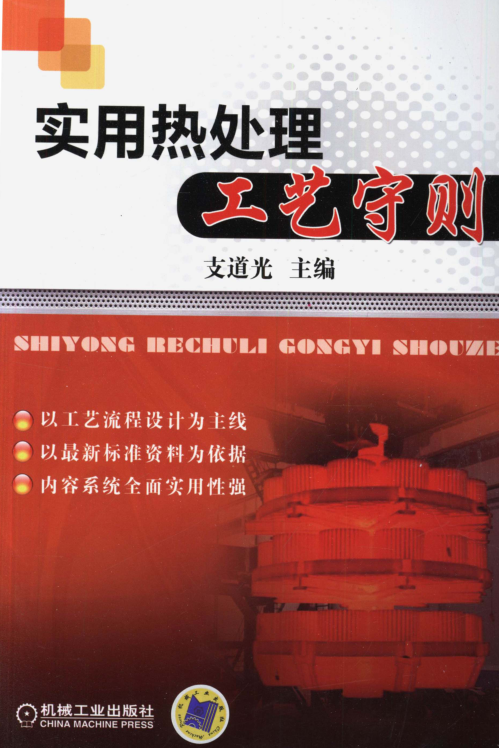 实用热处理
工艺守则
支道光 主编
SHIYONG RECHULI GONGYI SHOUZE
以工艺流程设计为主线
以最新标准资料为依据
内容系统全面实用性强
机械工业出版社
CHINA MACHINE PRESS